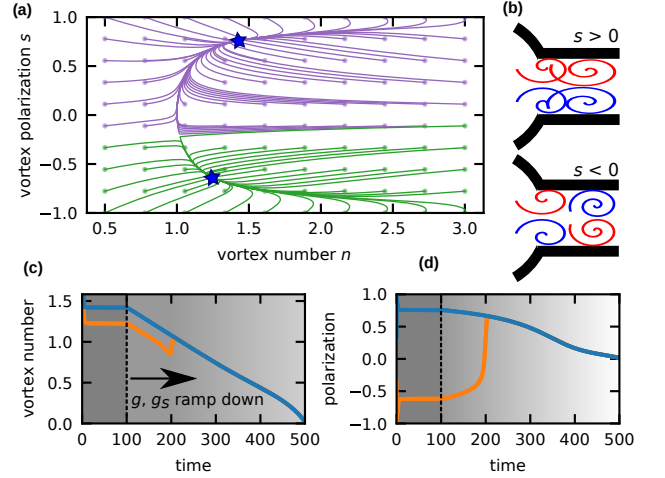 (a)
vortex polarization s
1.0
0.5
0.0
−0.5
−1.0
0.5 1.0 1.5 2.0 2.5 3.0
vortex number n
(b)
s > 0
s < 0
(c)
vortex number
1.5
1.0
0.5
0.0
g, gs ramp down
0 100 200 300 400 500
time
(d)
polarization
1.0
0.5
0.0
−0.5
−1.0
0 100 200 300 400 500
time